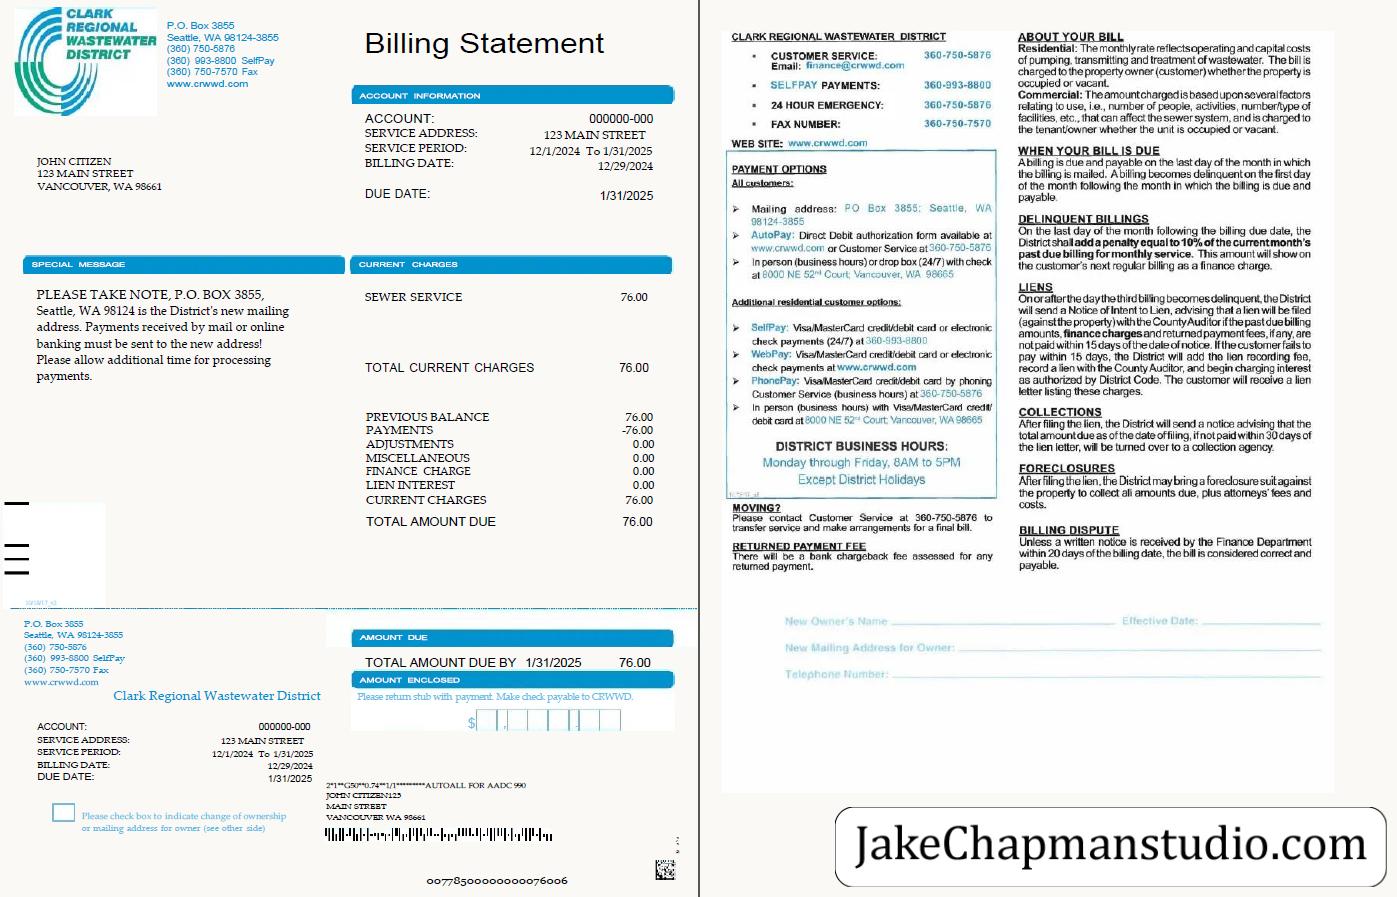 CLARK
REGIONAL
WASTEWATER
DISTRICT
P.O. Box 3855
Seattle, WA 98124-3855
(360) 750-5876
(360) 993-8800 SelfPay
(360) 750-7570 Fax
www.crwwd.com
Billing Statement
ACCOUNT INFORMATION
ACCOUNT: 000000-000
SERVICE ADDRESS: 123 MAIN STREET
SERVICE PERIOD: 12/1/2024 To 1/31/2025
BILLING DATE: 12/29/2024
DUE DATE: 1/31/2025
JOHN CITIZEN
123 MAIN STREET
VANCOUVER, WA 98661
SPECIAL MESSAGE
PLEASE TAKE NOTE, P.O. BOX 3855,
Seattle, WA 98124 is the District's new mailing
address. Payments received by mail or online
banking must be sent to the new address!
Please allow additional time for processing
payments.
CURRENT CHARGES
SEWER SERVICE 76.00
TOTAL CURRENT CHARGES 76.00
PREVIOUS BALANCE 76.00
PAYMENTS -76.00
ADJUSTMENTS 0.00
MISCELLANEOUS 0.00
FINANCE CHARGE 0.00
LIEN INTEREST 0.00
CURRENT CHARGES 76.00
TOTAL AMOUNT DUE 76.00
P.O. Box 3855
Seattle, WA 98124-3855
(360) 750-5876
(360) 993-8800 SelfPay
(360) 750-7570 Fax
www.crwwd.com
Clark Regional Wastewater District
ACCOUNT: 000000-000
SERVICE ADDRESS: 123 MAIN STREET
SERVICE PERIOD: 12/1/2024 To 1/31/2025
BILLING DATE: 12/29/2024
DUE DATE: 1/31/2025
Please check box to indicate change of ownership
or mailing address for owner (see other side)
AMOUNT DUE
TOTAL AMOUNT DUE BY 1/31/2025 76.00
AMOUNT ENCLOSED
Please return stub with payment. Make check payable to CRWWD.
$ , .
2*1**G50**0.74**1/1*********AUTOALL FOR AADC 990
JOHN CITIZEN123
MAIN STREET
VANCOUVER WA 98661
00778500000000076006
CLARK REGIONAL WASTEWATER DISTRICT
▪ CUSTOMER SERVICE: 360-750-5876
Email: finance@crwwd.com
▪ SELFPAY PAYMENTS: 360-993-8800
▪ 24 HOUR EMERGENCY: 360-750-5876
▪ FAX NUMBER: 360-750-7570
WEB SITE: www.crwwd.com
PAYMENT OPTIONS
All customers:
➢ Mailing address: PO Box 3855; Seattle, WA
98124-3855
➢ AutoPay: Direct Debit authorization form available at
www.crwwd.com or Customer Service at 360-750-5876
➢ In person (business hours) or drop box (24/7) with check
at 8000 NE 52nd Court; Vancouver, WA 98665
Additional residential customer options:
➢ SelfPay: Visa/MasterCard credit/debit card or electronic
check payments (24/7) at 360-993-8800
➢ WebPay: Visa/MasterCard credit/debit card or electronic
check payments at www.crwwd.com
➢ PhonePay: Visa/MasterCard credit/debit card by phoning
Customer Service (business hours) at 360-750-5876
➢ In person (business hours) with Visa/MasterCard credit/
debit card at 8000 NE 52nd Court; Vancouver, WA 98665
DISTRICT BUSINESS HOURS:
Monday through Friday, 8AM to 5PM
Except District Holidays
MOVING?
Please contact Customer Service at 360-750-5876 to
transfer service and make arrangements for a final bill.
RETURNED PAYMENT FEE
There will be a bank chargeback fee assessed for any
returned payment.
ABOUT YOUR BILL
Residential: The monthly rate reflects operating and capital costs
of pumping, transmitting and treatment of wastewater. The bill is
charged to the property owner (customer) whether the property is
occupied or vacant.
Commercial: The amount charged is based upon several factors
relating to use, i.e., number of people, activities, number/type of
facilities, etc., that can affect the sewer system, and is charged to
the tenant/owner whether the unit is occupied or vacant.
WHEN YOUR BILL IS DUE
A billing is due and payable on the last day of the month in which
the billing is mailed. A billing becomes delinquent on the first day
of the month following the month in which the billing is due and
payable.
DELINQUENT BILLINGS
On the last day of the month following the billing due date, the
District shall add a penalty equal to 10% of the current month's
past due billing for monthly service. This amount will show on
the customer's next regular billing as a finance charge.
LIENS
On or after the day the third billing becomes delinquent, the District
will send a Notice of Intent to Lien, advising that a lien will be filed
(against the property) with the County Auditor if the past due billing
amounts, finance charges and returned payment fees, if any, are
not paid within 15 days of the date of notice. If the customer fails to
pay within 15 days, the District will add the lien recording fee,
record a lien with the County Auditor, and begin charging interest
as authorized by District Code. The customer will receive a lien
letter listing these charges.
COLLECTIONS
After filing the lien, the District will send a notice advising that the
total amount due as of the date of filing, if not paid within 30 days of
the lien letter, will be turned over to a collection agency.
FORECLOSURES
After filing the lien, the District may bring a foreclosure suit against
the property to collect all amounts due, plus attorneys' fees and
costs.
BILLING DISPUTE
Unless a written notice is received by the Finance Department
within 20 days of the billing date, the bill is considered correct and
payable.
New Owner's Name Effective Date:
New Mailing Address for Owner:
Telephone Number:
JakeChapmanstudio.com